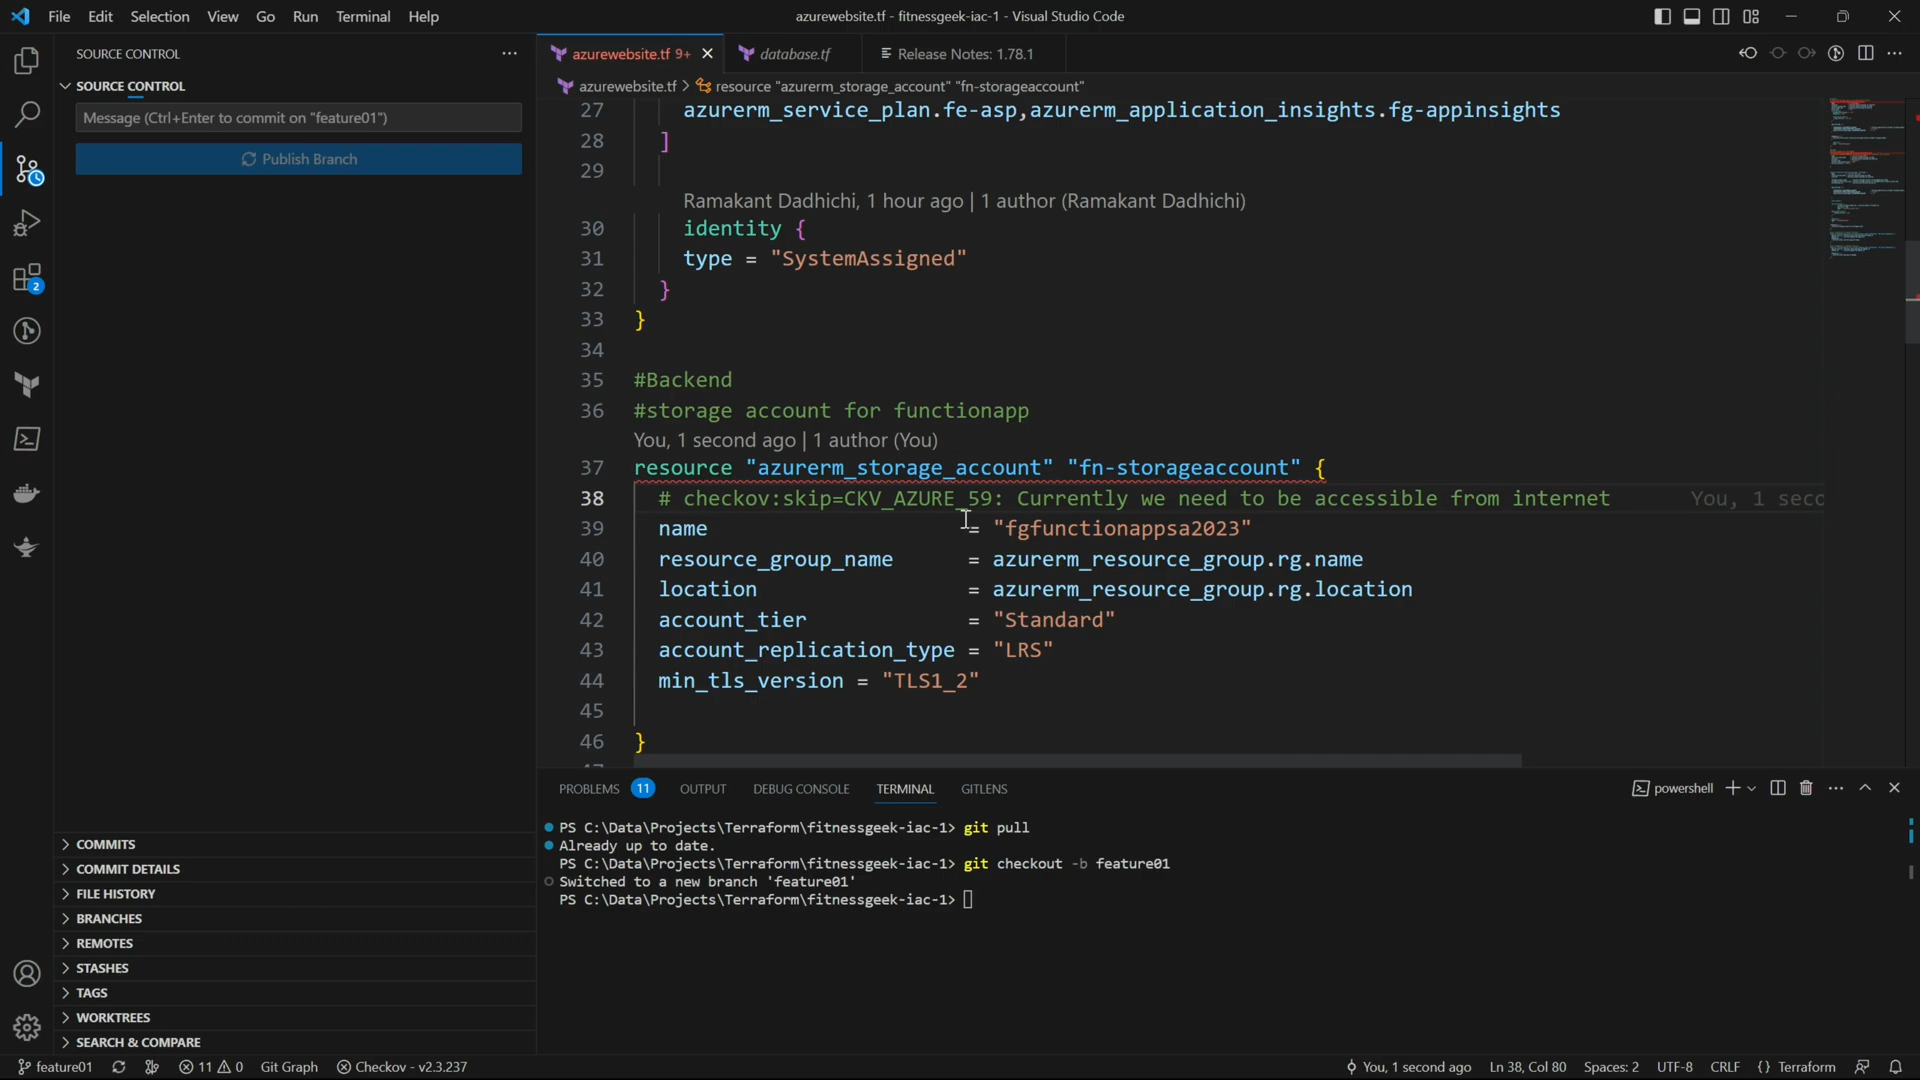 File Edit Selection View Go Run Terminal Help
azurewebsite.tf - fitnessgeek-iac-1 - Visual Studio Code
SOURCE CONTROL
SOURCE CONTROL
Message (Ctrl+Enter to commit on "feature01")
Publish Branch
2
COMMITS
COMMIT DETAILS
FILE HISTORY
BRANCHES
REMOTES
STASHES
TAGS
WORKTREES
SEARCH & COMPARE
azurewebsite.tf 9+ database.tf Release Notes: 1.78.1
azurewebsite.tf > resource "azurerm_storage_account" "fn-storageaccount"
27 azurerm_service_plan.fe-asp,azurerm_application_insights.fg-appinsights
28 ]
29
Ramakant Dadhichi, 1 hour ago | 1 author (Ramakant Dadhichi)
30 identity {
31 type = "SystemAssigned"
32 }
33 }
34
35 #Backend
36 #storage account for functionapp
You, 1 second ago | 1 author (You)
37 resource "azurerm_storage_account" "fn-storageaccount" {
38 # checkov:skip=CKV_AZURE_59: Currently we need to be accessible from internet You, 1 seco
39 name = "fgfunctionappsa2023"
40 resource_group_name = azurerm_resource_group.rg.name
41 location = azurerm_resource_group.rg.location
42 account_tier = "Standard"
43 account_replication_type = "LRS"
44 min_tls_version = "TLS1_2"
45
46 }
PROBLEMS 11 OUTPUT DEBUG CONSOLE TERMINAL GITLENS powershell
PS C:\Data\Projects\Terraform\fitnessgeek-iac-1> git pull
Already up to date.
PS C:\Data\Projects\Terraform\fitnessgeek-iac-1> git checkout -b feature01
Switched to a new branch 'feature01'
PS C:\Data\Projects\Terraform\fitnessgeek-iac-1>
feature01 11 0 Git Graph Checkov - v2.3.237 You, 1 second ago Ln 38, Col 80 Spaces: 2 UTF-8 CRLF {} Terraform